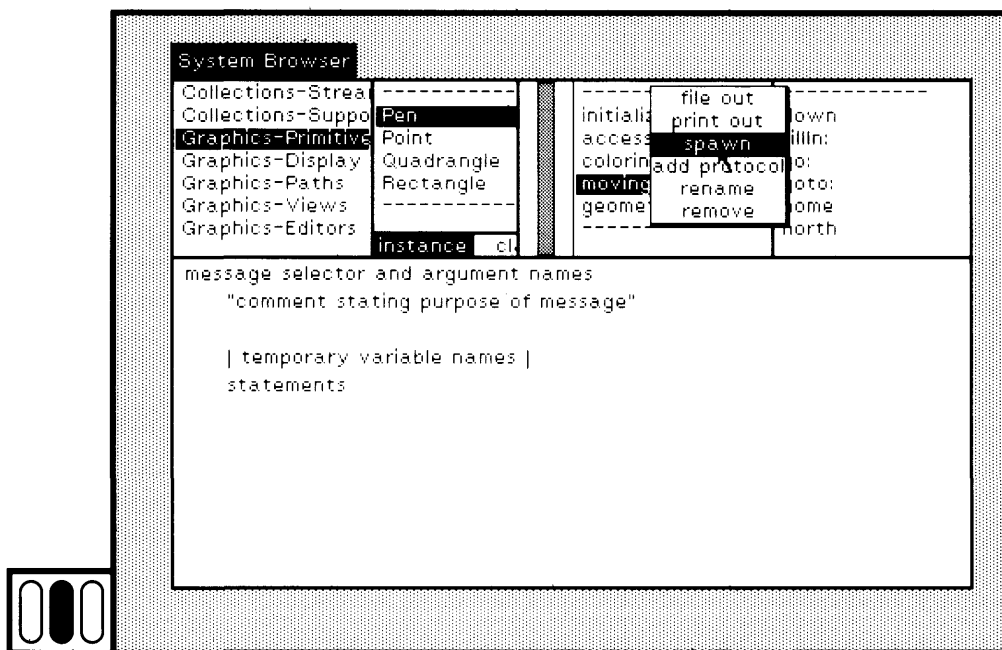 System Browser
Collections-Strea
Collections-Suppo
Graphics-Primitive
Graphics-Display
Graphics-Paths
Graphics-Views
Graphics-Editors
------------
Pen
Point
Quadrangle
Rectangle
------------
instance cl
initializ
access
colorin
moving
geome
file out
print out
spawn
add protocol
rename
remove
------------
own
illIn:
o:
oto:
ome
north
message selector and argument names
"comment stating purpose of message"
| temporary variable names |
statements